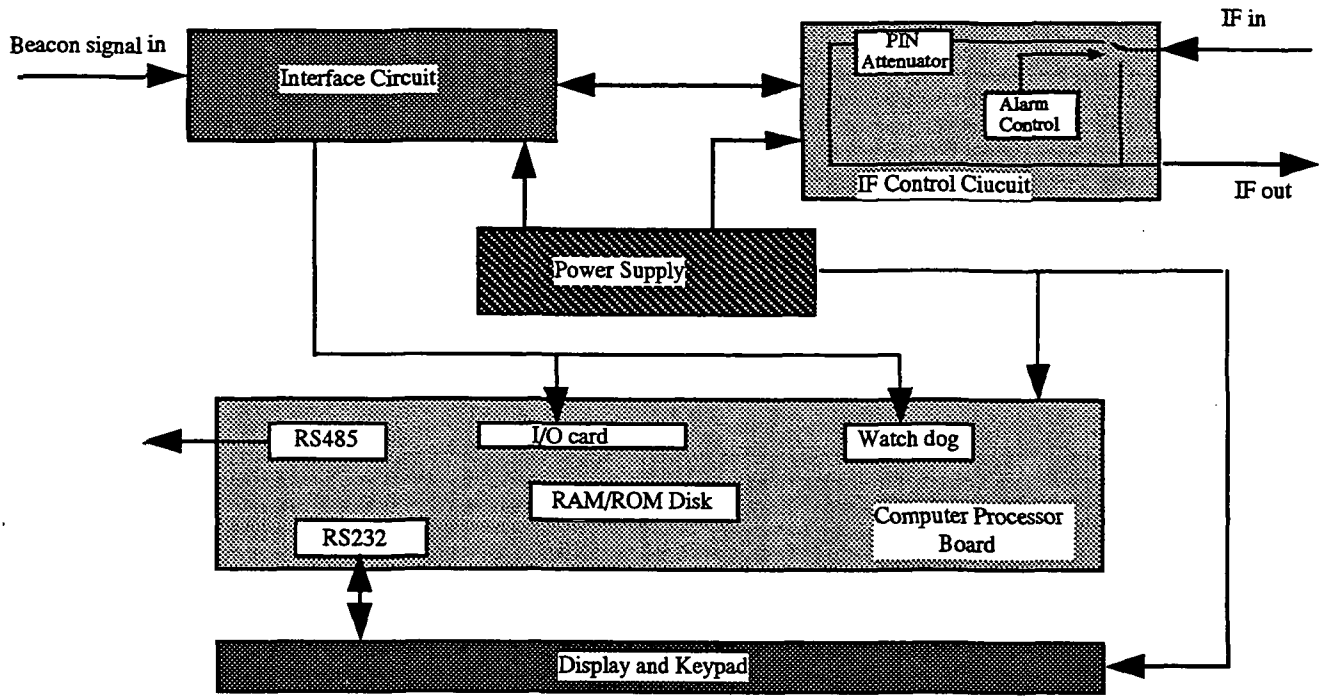 Beacon signal in
Interface Circuit
PIN
Attenuator
Alarm
Control
IF in
IF Control Ciucuit
IF out
Power Supply
RS485
I/O card
Watch dog
RAM/ROM Disk
RS232
Computer Processor
Board
Display and Keypad